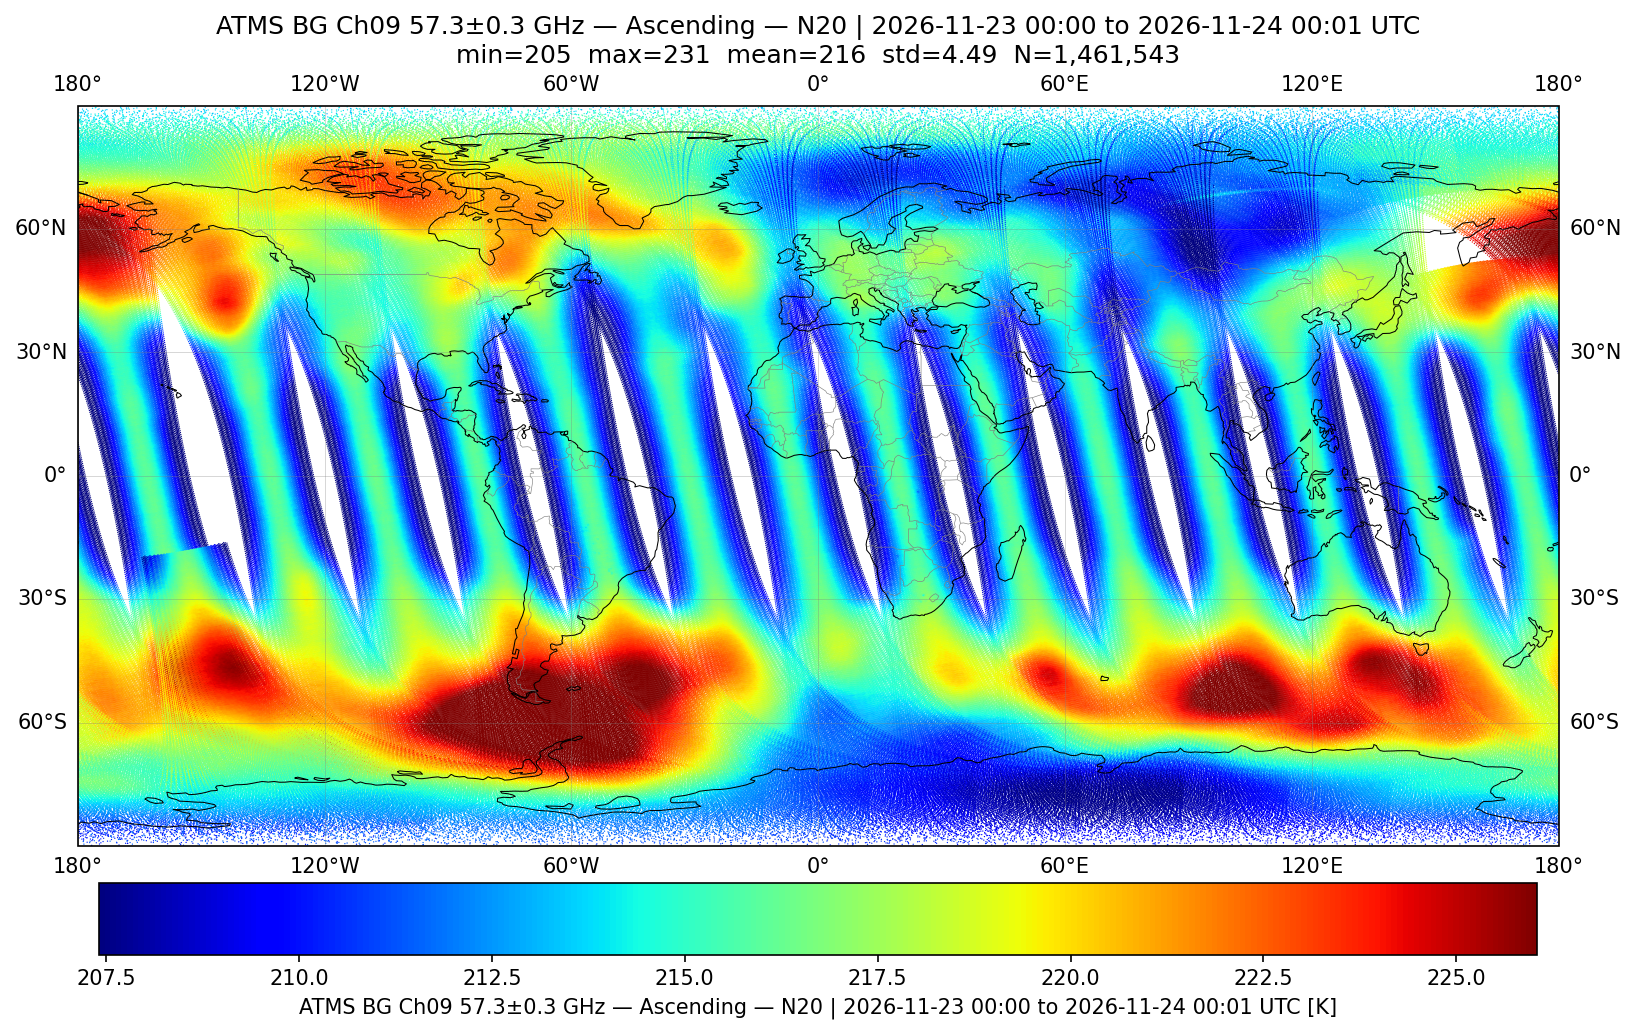 ATMS BG Ch09 57.3±0.3 GHz — Ascending — N20 | 2026-11-23 00:00 to 2026-11-24 00:01 UTC
min=205 max=231 mean=216 std=4.49 N=1,461,543
180° 120°W 60°W 0° 60°E 120°E 180°
60°N 60°N
30°N 30°N
0° 0°
30°S 30°S
60°S 60°S
180° 120°W 60°W 0° 60°E 120°E 180°
207.5 210.0 212.5 215.0 217.5 220.0 222.5 225.0
ATMS BG Ch09 57.3±0.3 GHz — Ascending — N20 | 2026-11-23 00:00 to 2026-11-24 00:01 UTC [K]